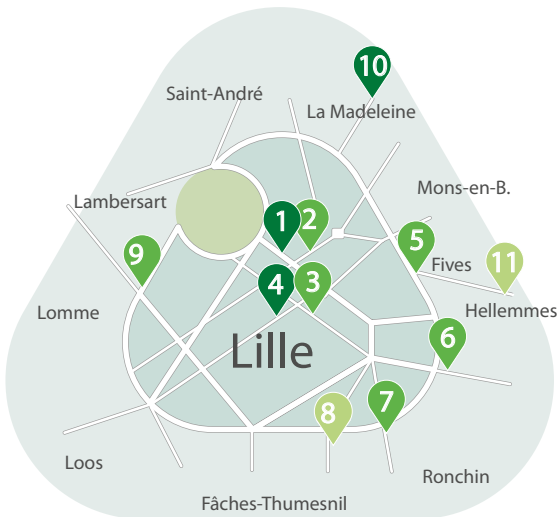 10
Saint-André
La Madeleine
Mons-en-B.
Lambersart
1
2
5
9
Fives
11
4
3
Lomme
Hellemmes
Lille
6
8
7
Loos
Ronchin
Fâches-Thumesnil